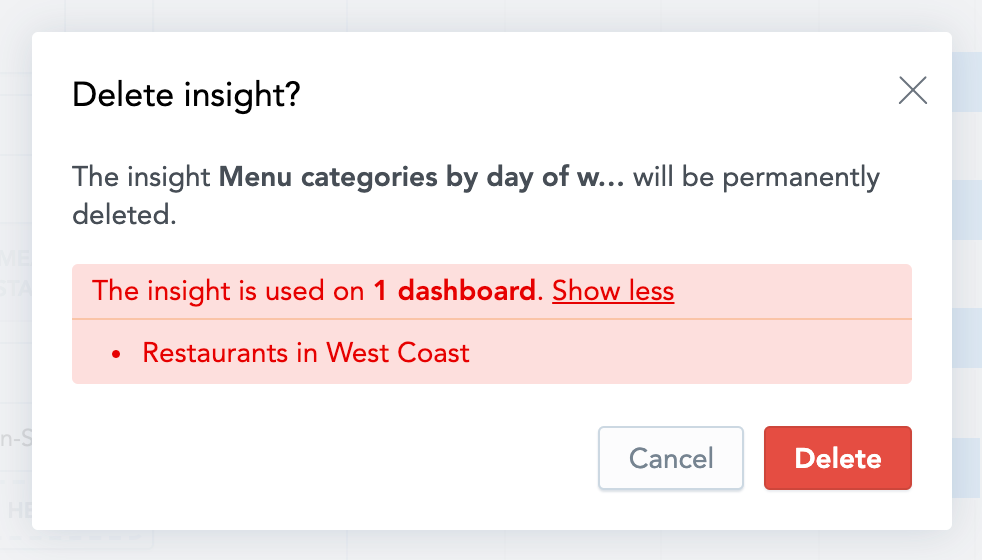 Delete insight?
The insight Menu categories by day of w... will be permanently
deleted.
The insight is used on 1 dashboard. Show less
• Restaurants in West Coast
Cancel
Delete